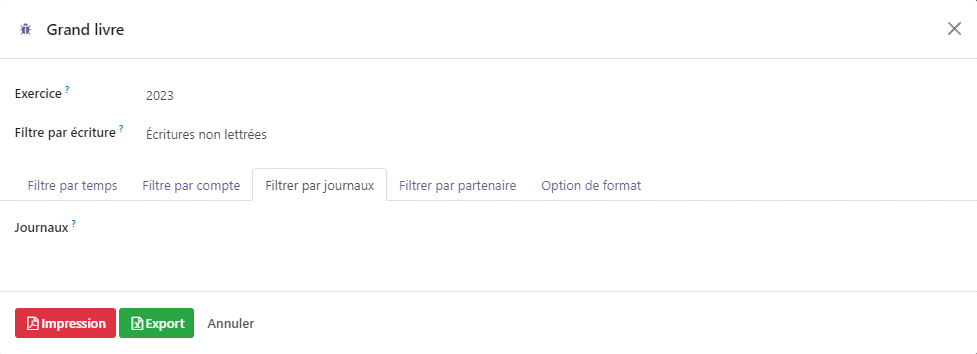 Grand livre
Exercice ? 2023
Filtre par écriture ? Écritures non lettrées
Filtre par temps Filtre par compte Filtrer par journaux Filtrer par partenaire Option de format
Journaux ?
Impression Export Annuler